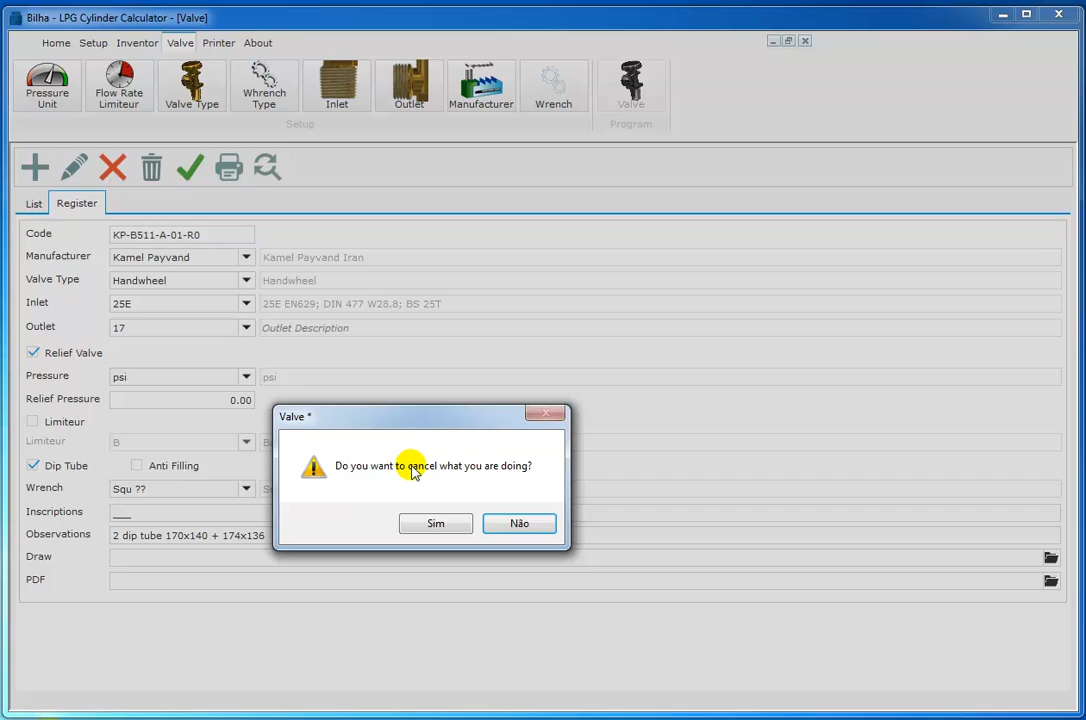 Bilha - LPG Cylinder Calculator - [Valve]
Home Setup Inventor Valve Printer About
Pressure Unit
Flow Rate Limiteur
Valve Type
Whrench Type
Inlet
Outlet
Manufacturer
Wrench
Valve
Setup
Program
List Register
Code KP-B511-A-01-R0
Manufacturer Kamel Payvand Kamel Payvand Iran
Valve Type Handwheel Handwheel
Inlet 25E 25E EN629; DIN 477 W28.8; BS 25T
Outlet 17 Outlet Description
Relief Valve
Pressure psi psi
Relief Pressure 0.00
Limiteur
Limiteur B
Dip Tube Anti Filling
Wrench Squ ??
Inscriptions ___
Observations 2 dip tube 170x140 + 174x136
Draw
PDF
Valve *
Do you want to cancel what you are doing?
Sim Não